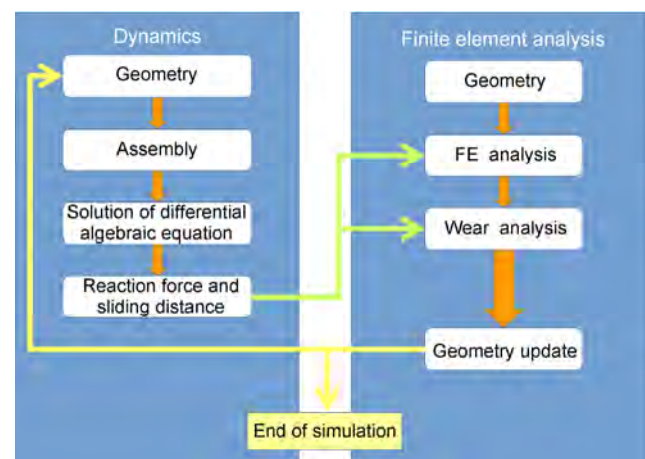 Dynamics
Geometry
Assembly
Solution of differential
algebraic equation
Reaction force and
sliding distance
Finite element analysis
Geometry
FE analysis
Wear analysis
Geometry update
End of simulation